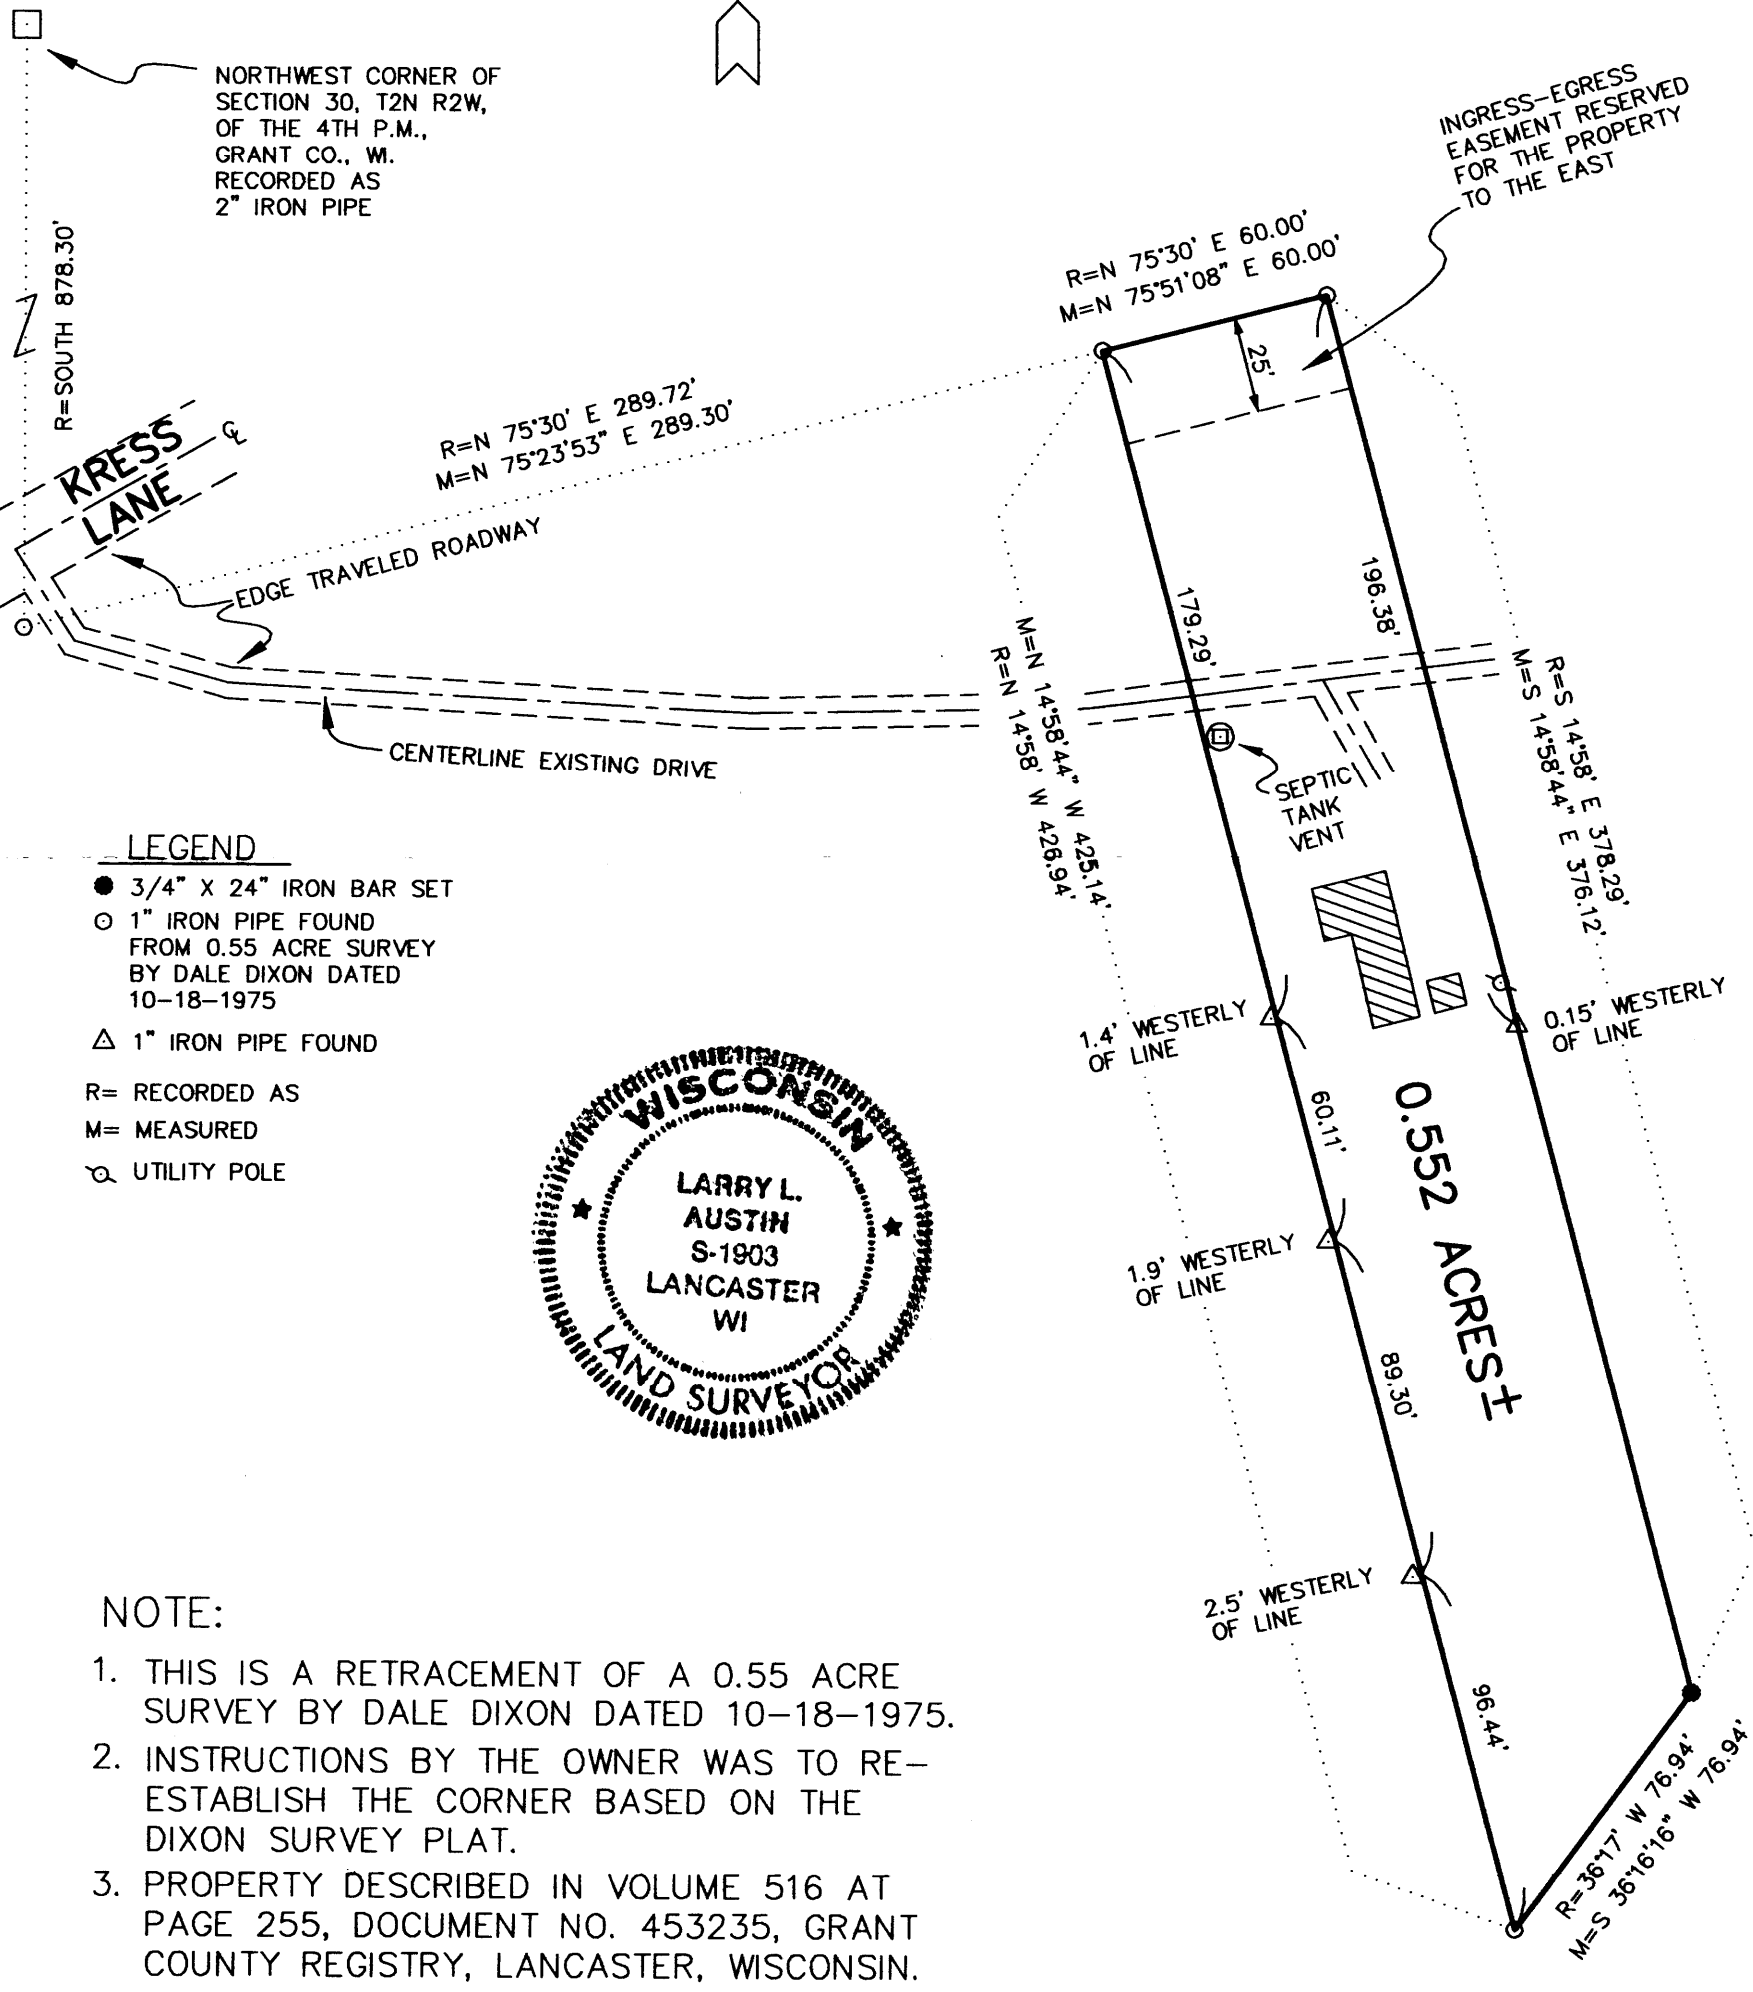 NORTHWEST CORNER OF
SECTION 30, T2N R2W,
OF THE 4TH P.M.,
GRANT CO., WI.
RECORDED AS
2" IRON PIPE
R=SOUTH 878.30'
INGRESS-EGRESS
EASEMENT RESERVED
FOR THE PROPERTY
TO THE EAST
R=N 75°30' E 60.00'
M=N 75°51'08" E 60.00'
25'
R=N 75°30' E 289.72'
M=N 75°23'53" E 289.30'
KRESS
LANE
℄
EDGE TRAVELED ROADWAY
CENTERLINE EXISTING DRIVE
179.29'
196.38'
M=N 14°58'44" W 425.14'
R=N 14°58' W 426.94'
R=S 14°58' E 378.29'
M=S 14°58'44" E 376.12'
SEPTIC
TANK
VENT
LEGEND
3/4" X 24" IRON BAR SET
1" IRON PIPE FOUND
FROM 0.55 ACRE SURVEY
BY DALE DIXON DATED
10-18-1975
1" IRON PIPE FOUND
R= RECORDED AS
M= MEASURED
UTILITY POLE
1.4' WESTERLY
OF LINE
0.15' WESTERLY
OF LINE
60.11'
0.552 ACRES±
1.9' WESTERLY
OF LINE
89.30'
2.5' WESTERLY
OF LINE
96.44'
R=36°17' W 76.94'
M=S 36°16'16" W 76.94'
WISCONSIN
LARRY L.
AUSTIN
S-1903
LANCASTER
WI
LAND SURVEYOR
NOTE:
1. THIS IS A RETRACEMENT OF A 0.55 ACRE
SURVEY BY DALE DIXON DATED 10-18-1975.
2. INSTRUCTIONS BY THE OWNER WAS TO RE-
ESTABLISH THE CORNER BASED ON THE
DIXON SURVEY PLAT.
3. PROPERTY DESCRIBED IN VOLUME 516 AT
PAGE 255, DOCUMENT NO. 453235, GRANT
COUNTY REGISTRY, LANCASTER, WISCONSIN.